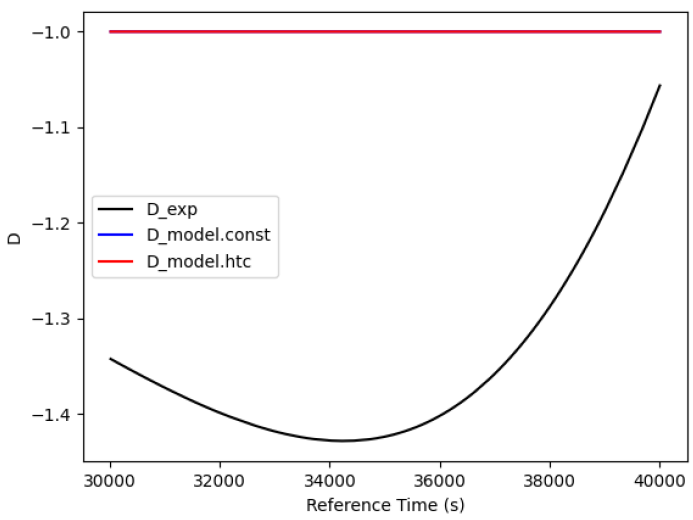 −1.0
−1.1
−1.2
−1.3
−1.4
D
D_exp
D_model.const
D_model.htc
30000 32000 34000 36000 38000 40000
Reference Time (s)